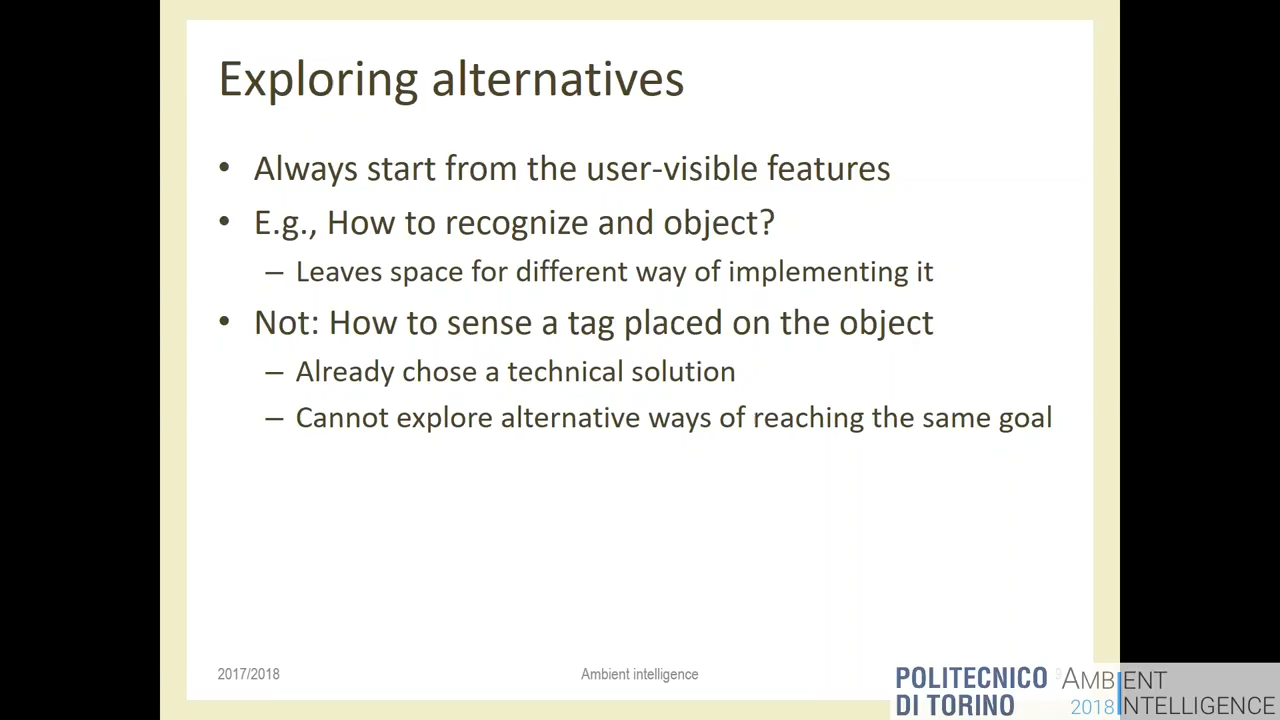 Exploring alternatives
• Always start from the user-visible features
• E.g., How to recognize and object?
– Leaves space for different way of implementing it
• Not: How to sense a tag placed on the object
– Already chose a technical solution
– Cannot explore alternative ways of reaching the same goal
2017/2018
Ambient intelligence
POLITECNICO
DI TORINO
AMBIENT
2018 INTELLIGENCE